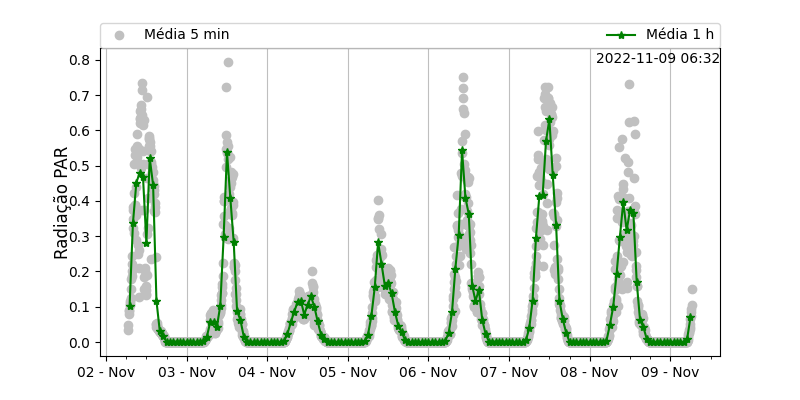 Média 5 min
Média 1 h
2022-11-09 06:32
Radiação PAR
0.8
0.7
0.6
0.5
0.4
0.3
0.2
0.1
0.0
02 - Nov
03 - Nov
04 - Nov
05 - Nov
06 - Nov
07 - Nov
08 - Nov
09 - Nov